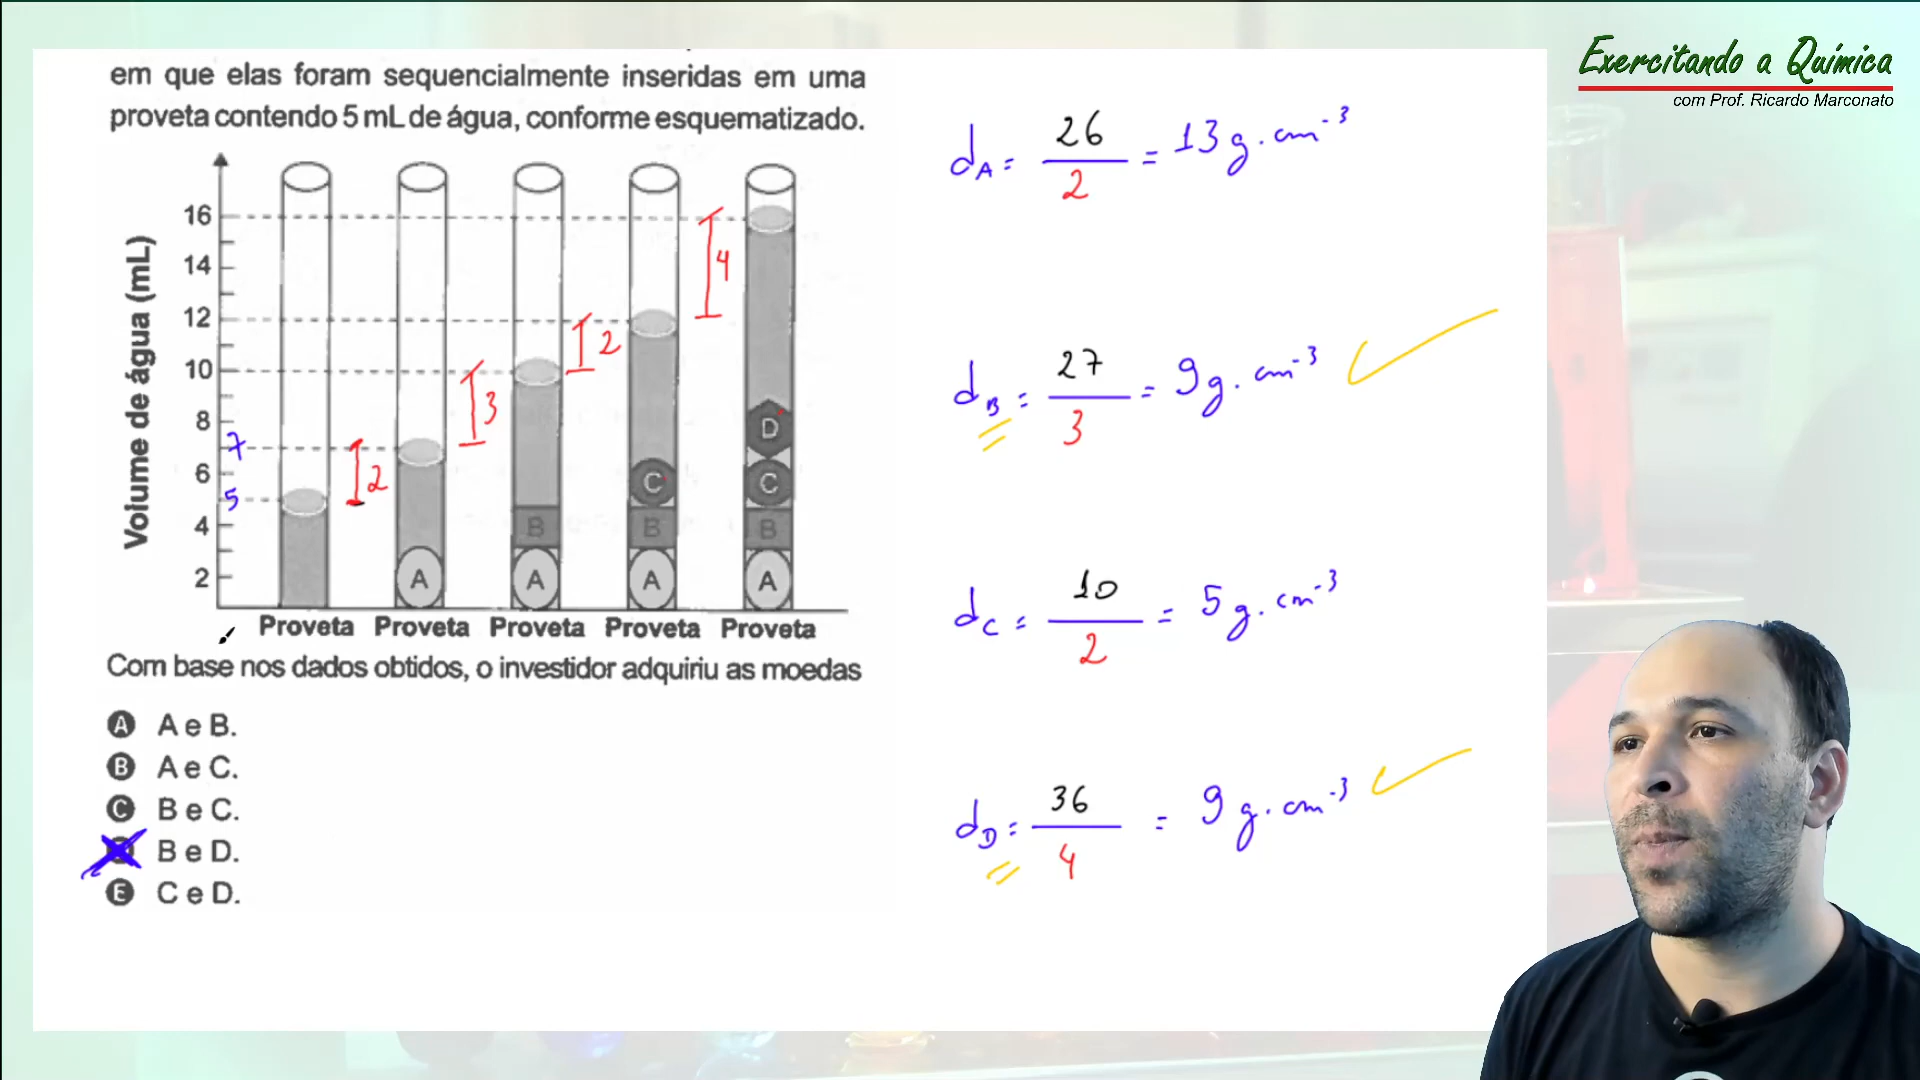 Exercitando a Química
com Prof. Ricardo Marconato
em que elas foram sequencialmente inseridas em uma
proveta contendo 5 mL de água, conforme esquematizado.
Volume de água (mL)
16
14
12
10
8
7
6
5
4
2
2
3
2
4
A
B
A
C
B
A
D
C
B
A
Proveta Proveta Proveta Proveta Proveta
Com base nos dados obtidos, o investidor adquiriu as moedas
A A e B.
B A e C.
C B e C.
B e D.
E C e D.
dA = 26/2 = 13 g·cm⁻³
dB = 27/3 = 9 g·cm⁻³
dC = 10/2 = 5 g·cm⁻³
dD = 36/4 = 9 g·cm⁻³